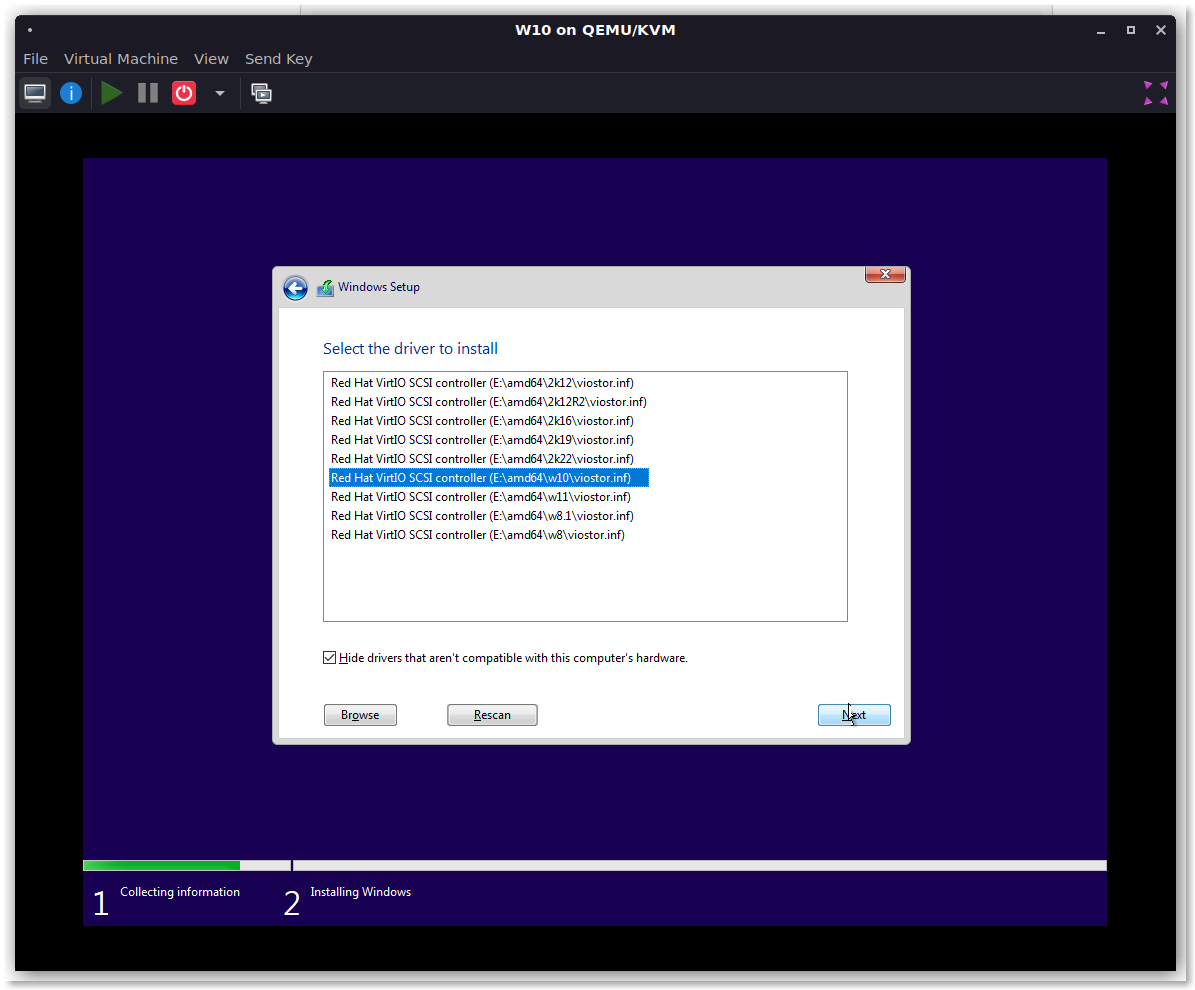 W10 on QEMU/KVM
File Virtual Machine View Send Key
Windows Setup
Select the driver to install
Red Hat VirtIO SCSI controller (E:\amd64\2k12\viostor.inf)
Red Hat VirtIO SCSI controller (E:\amd64\2k12R2\viostor.inf)
Red Hat VirtIO SCSI controller (E:\amd64\2k16\viostor.inf)
Red Hat VirtIO SCSI controller (E:\amd64\2k19\viostor.inf)
Red Hat VirtIO SCSI controller (E:\amd64\2k22\viostor.inf)
Red Hat VirtIO SCSI controller (E:\amd64\w10\viostor.inf)
Red Hat VirtIO SCSI controller (E:\amd64\w11\viostor.inf)
Red Hat VirtIO SCSI controller (E:\amd64\w8.1\viostor.inf)
Red Hat VirtIO SCSI controller (E:\amd64\w8\viostor.inf)
Hide drivers that aren't compatible with this computer's hardware.
Browse Rescan Next
1 Collecting information 2 Installing Windows